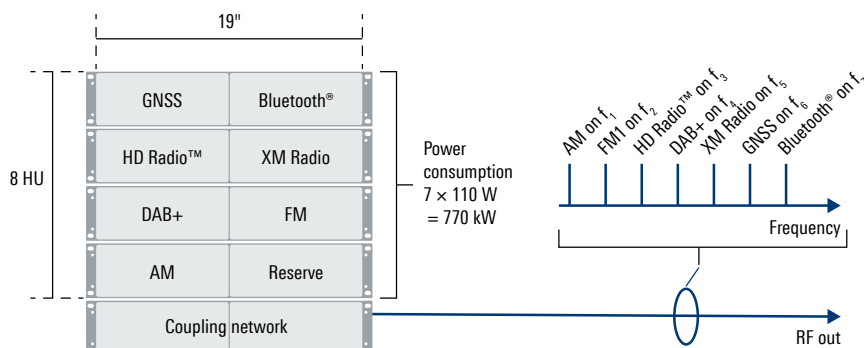 19"
8 HU
GNSS
Bluetooth®
HD Radio™
XM Radio
DAB+
FM
AM
Reserve
Coupling network
Power
consumption
7 × 110 W
= 770 kW
AM on f₁
FM1 on f₂
HD Radio™ on f₃
DAB+ on f₄
XM Radio on f₅
GNSS on f₆
Bluetooth® on f₇
Frequency
RF out